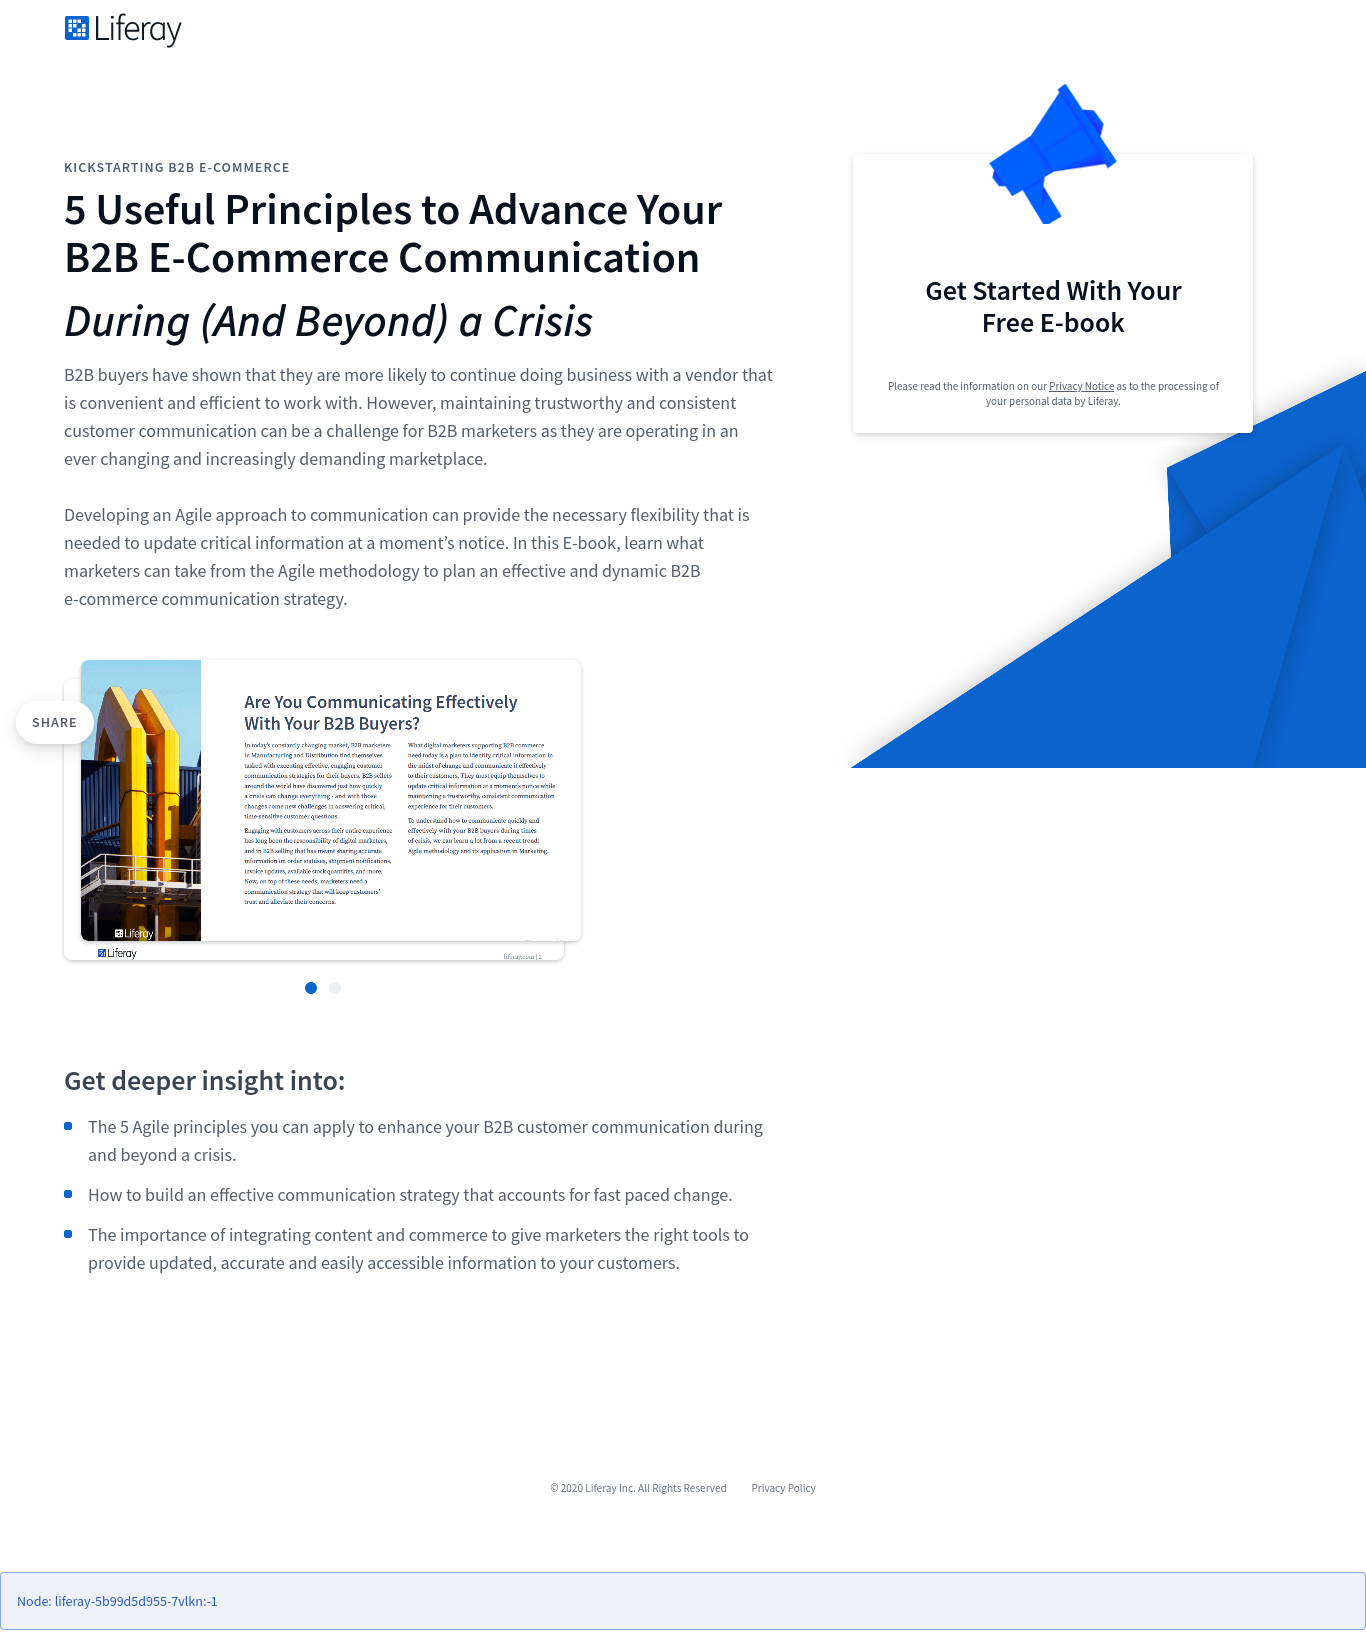 Liferay
KICKSTARTING B2B E-COMMERCE
5 Useful Principles to Advance Your
B2B E-Commerce Communication
During (And Beyond) a Crisis
B2B buyers have shown that they are more likely to continue doing business with a vendor that
is convenient and efficient to work with. However, maintaining trustworthy and consistent
customer communication can be a challenge for B2B marketers as they are operating in an
ever changing and increasingly demanding marketplace.
Developing an Agile approach to communication can provide the necessary flexibility that is
needed to update critical information at a moment’s notice. In this E-book, learn what
marketers can take from the Agile methodology to plan an effective and dynamic B2B
e-commerce communication strategy.
Get Started With Your
Free E-book
Please read the information on our Privacy Notice as to the processing of
your personal data by Liferay.
SHARE
Are You Communicating Effectively
With Your B2B Buyers?
In today's constantly changing market, B2B marketers
in Manufacturing and Distribution find themselves
tasked with executing effective, engaging customer
communication strategies for their buyers. B2B sellers
around the world have discovered just how quickly
a crisis can change everything - and with those
changes come new challenges in answering critical,
time-sensitive customer questions.
Engaging with customers across their entire experience
has long been the responsibility of digital marketers,
and in B2B selling that has meant sharing accurate
information on order statuses, shipment notifications,
invoice updates, available stock quantities, and more.
Now, on top of these needs, marketers need a
communication strategy that will keep customers'
trust and alleviate their concerns.
What digital marketers supporting B2B commerce
need today is a plan to identify critical information in
the midst of change and communicate it effectively
to their customers. They must equip themselves to
update critical information at a moment's notice while
maintaining a trustworthy, consistent communication
experience for their customers.
To understand how to communicate quickly and
effectively with your B2B buyers during times
of crisis, we can learn a lot from a recent trend:
Agile methodology and its application in Marketing.
Liferay
Liferay
liferay.com | 2
Get deeper insight into:
The 5 Agile principles you can apply to enhance your B2B customer communication during
and beyond a crisis.
How to build an effective communication strategy that accounts for fast paced change.
The importance of integrating content and commerce to give marketers the right tools to
provide updated, accurate and easily accessible information to your customers.
© 2020 Liferay Inc. All Rights Reserved Privacy Policy
Node: liferay-5b99d5d955-7vlkn:-1